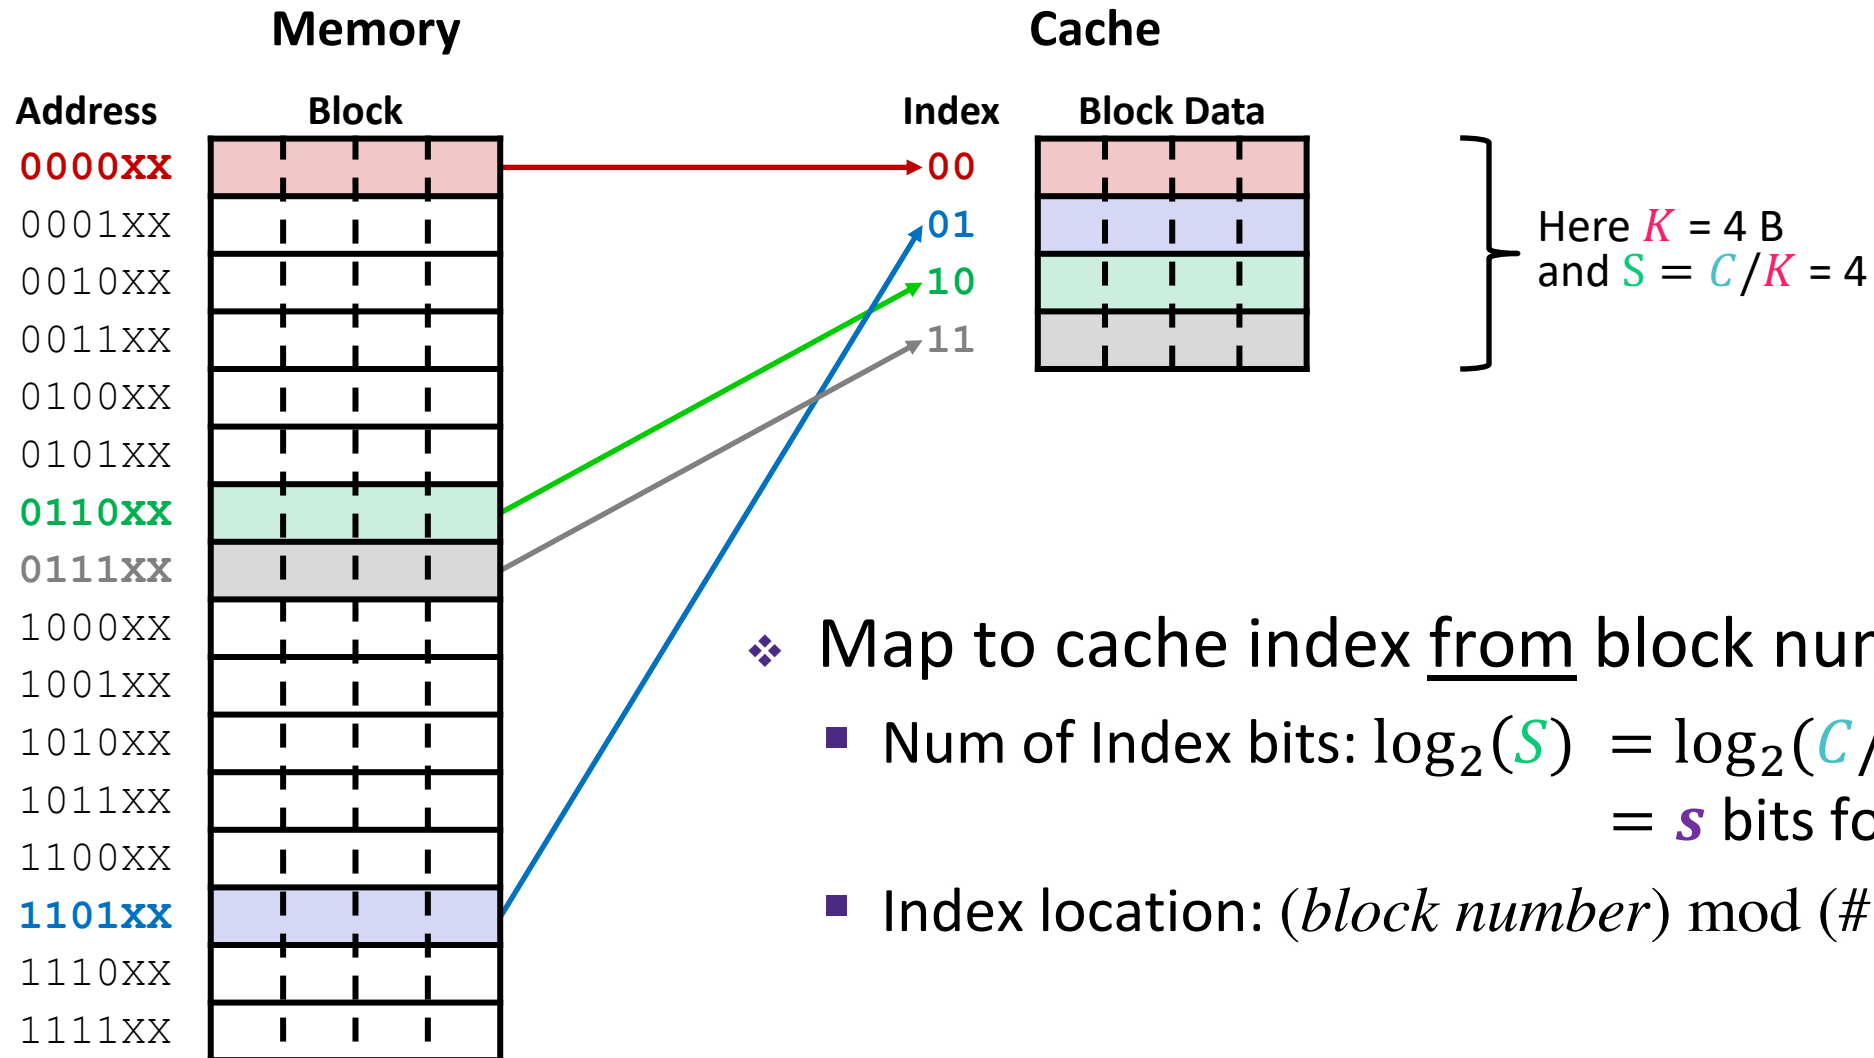 Memory
Cache
Address Block
Index Block Data
0000XX
0001XX
0010XX
0011XX
0100XX
0101XX
0110XX
0111XX
1000XX
1001XX
1010XX
1011XX
1100XX
1101XX
1110XX
1111XX
00
01
10
11
Here K = 4 B
and S = C/K = 4
❖ Map to cache index from block
▪ Num of Index bits: log₂(S) = log₂(C/
= s bits
▪ Index location: (block number) mod (#